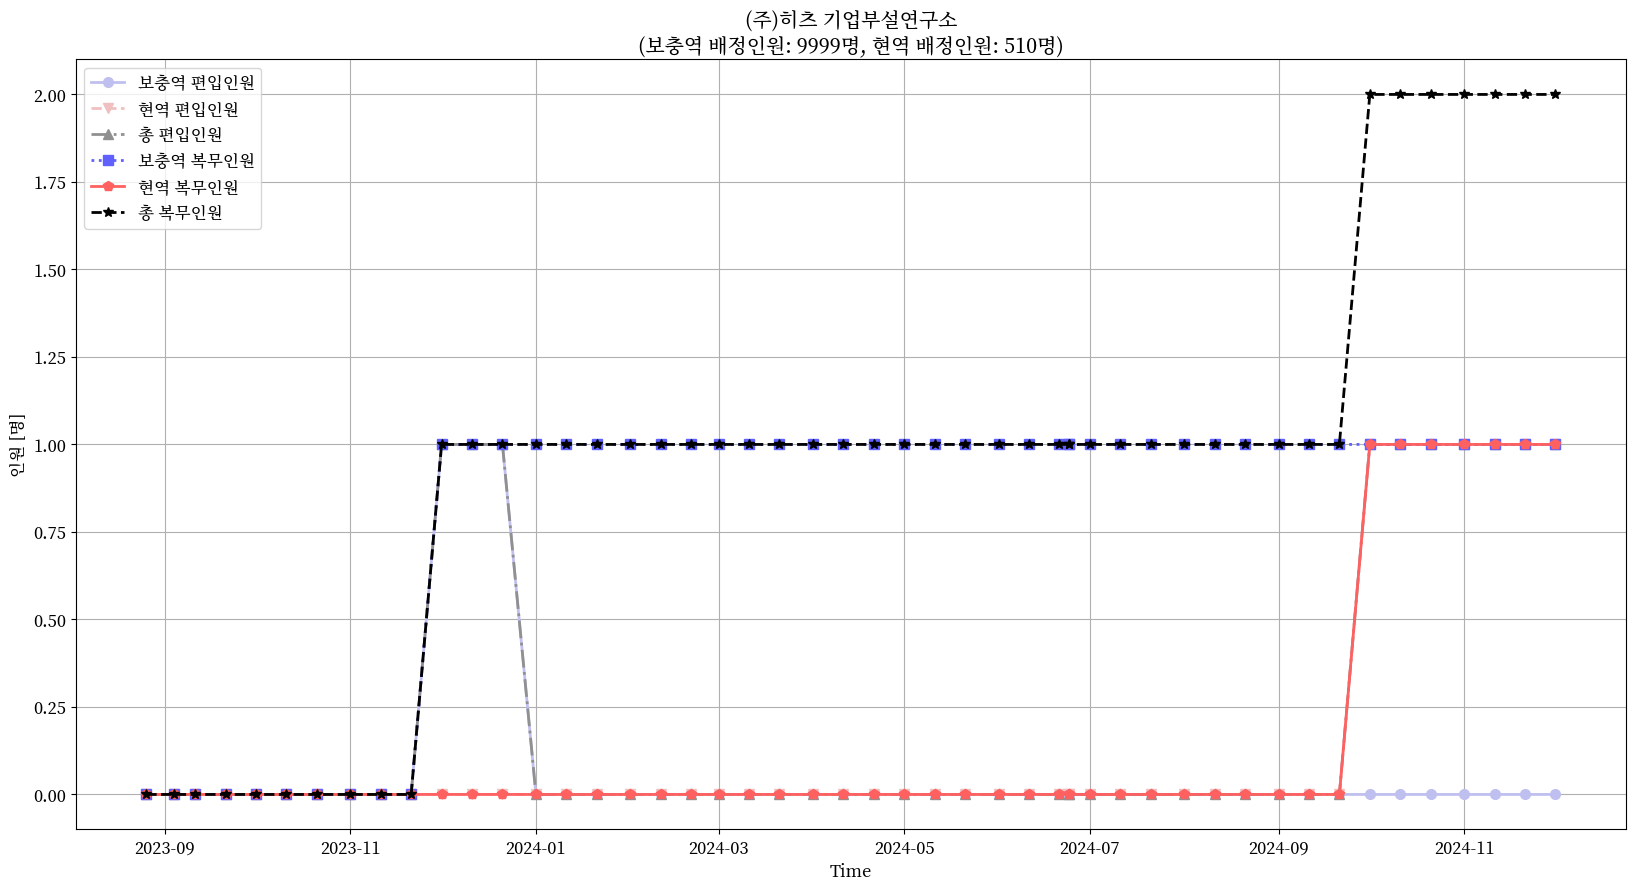 (주)히츠 기업부설연구소
(보충역 배정인원: 9999명, 현역 배정인원: 510명)
보충역 편입인원
현역 편입인원
총 편입인원
보충역 복무인원
현역 복무인원
총 복무인원
2.00
1.75
1.50
1.25
1.00
0.75
0.50
0.25
0.00
인원 [명]
2023-09
2023-11
2024-01
2024-03
2024-05
2024-07
2024-09
2024-11
Time